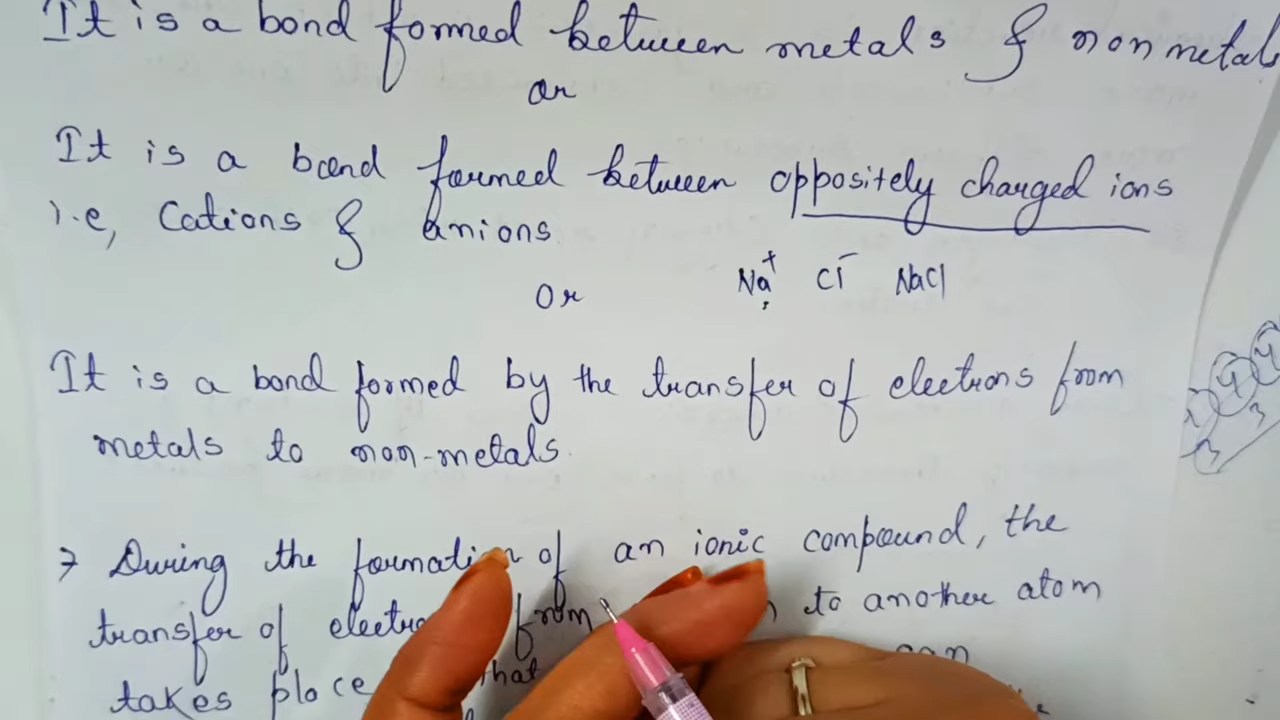 It is a bond formed between metals & nonmetals
or
It is a bond formed between oppositely charged ions
i.e, Cations & anions
Na+ Cl- NaCl
Or
It is a bond formed by the transfer of electrons from
metals to non-metals.
During the formation of an ionic compound, the
transfer of from to another atom
takes place that